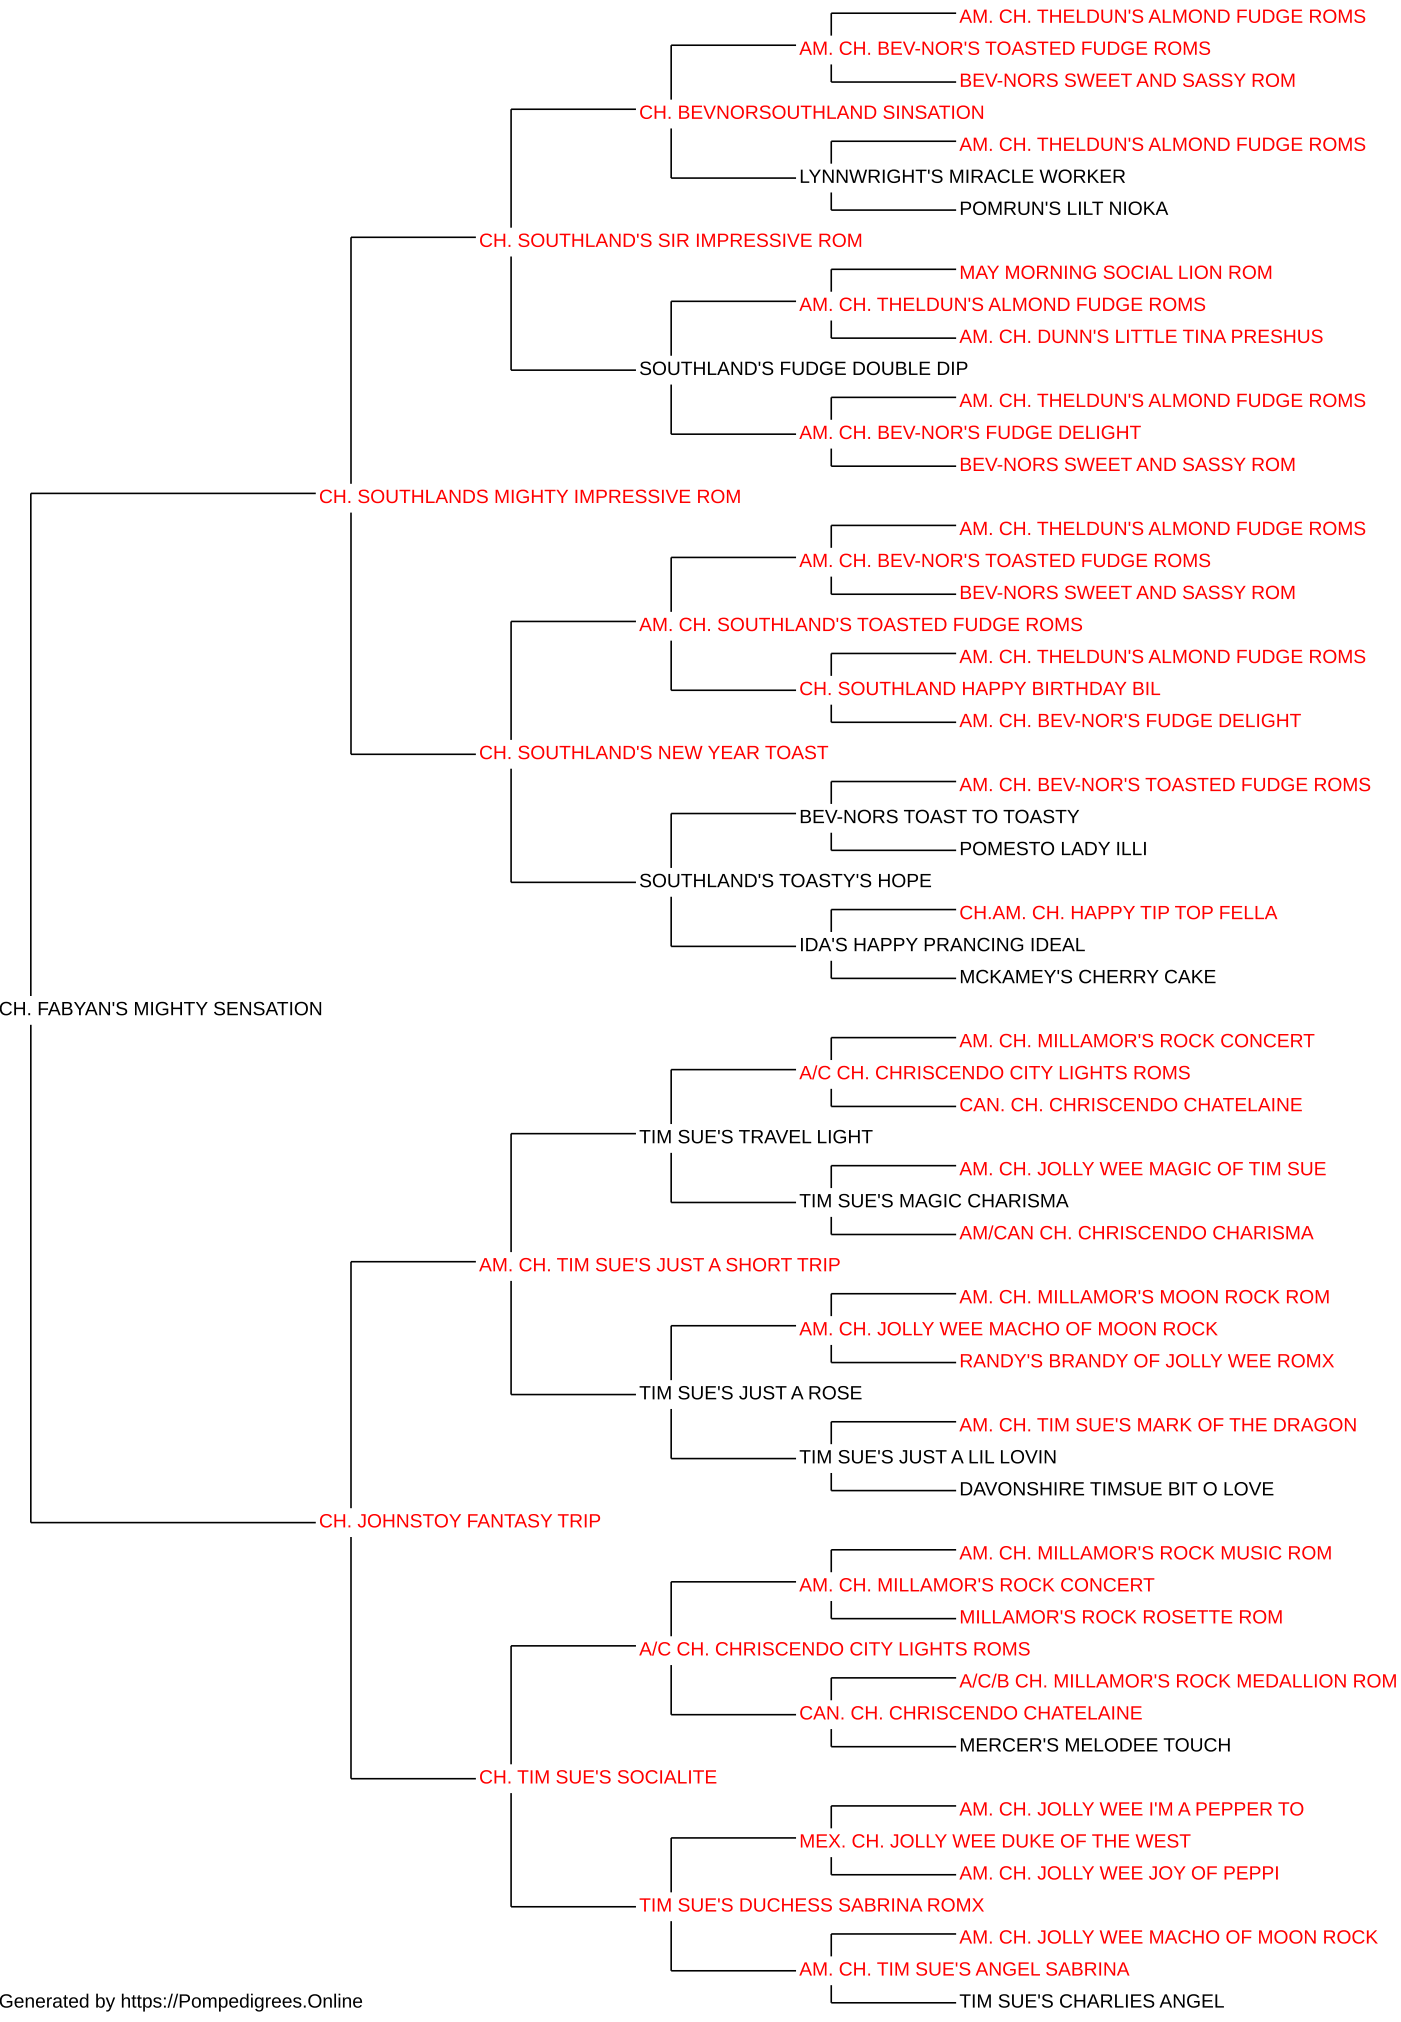 AM. CH. THELDUN'S ALMOND FUDGE ROMS
AM. CH. BEV-NOR'S TOASTED FUDGE ROMS
BEV-NORS SWEET AND SASSY ROM
CH. BEVNORSOUTHLAND SINSATION
AM. CH. THELDUN'S ALMOND FUDGE ROMS
LYNNWRIGHT'S MIRACLE WORKER
POMRUN'S LILT NIOKA
CH. SOUTHLAND'S SIR IMPRESSIVE ROM
MAY MORNING SOCIAL LION ROM
AM. CH. THELDUN'S ALMOND FUDGE ROMS
AM. CH. DUNN'S LITTLE TINA PRESHUS
SOUTHLAND'S FUDGE DOUBLE DIP
AM. CH. THELDUN'S ALMOND FUDGE ROMS
AM. CH. BEV-NOR'S FUDGE DELIGHT
BEV-NORS SWEET AND SASSY ROM
CH. SOUTHLANDS MIGHTY IMPRESSIVE ROM
AM. CH. THELDUN'S ALMOND FUDGE ROMS
AM. CH. BEV-NOR'S TOASTED FUDGE ROMS
BEV-NORS SWEET AND SASSY ROM
AM. CH. SOUTHLAND'S TOASTED FUDGE ROMS
AM. CH. THELDUN'S ALMOND FUDGE ROMS
CH. SOUTHLAND HAPPY BIRTHDAY BIL
AM. CH. BEV-NOR'S FUDGE DELIGHT
CH. SOUTHLAND'S NEW YEAR TOAST
AM. CH. BEV-NOR'S TOASTED FUDGE ROMS
BEV-NORS TOAST TO TOASTY
POMESTO LADY ILLI
SOUTHLAND'S TOASTY'S HOPE
CH.AM. CH. HAPPY TIP TOP FELLA
IDA'S HAPPY PRANCING IDEAL
MCKAMEY'S CHERRY CAKE
CH. FABYAN'S MIGHTY SENSATION
AM. CH. MILLAMOR'S ROCK CONCERT
A/C CH. CHRISCENDO CITY LIGHTS ROMS
CAN. CH. CHRISCENDO CHATELAINE
TIM SUE'S TRAVEL LIGHT
AM. CH. JOLLY WEE MAGIC OF TIM SUE
TIM SUE'S MAGIC CHARISMA
AM/CAN CH. CHRISCENDO CHARISMA
AM. CH. TIM SUE'S JUST A SHORT TRIP
AM. CH. MILLAMOR'S MOON ROCK ROM
AM. CH. JOLLY WEE MACHO OF MOON ROCK
RANDY'S BRANDY OF JOLLY WEE ROMX
TIM SUE'S JUST A ROSE
AM. CH. TIM SUE'S MARK OF THE DRAGON
TIM SUE'S JUST A LIL LOVIN
DAVONSHIRE TIMSUE BIT O LOVE
CH. JOHNSTOY FANTASY TRIP
AM. CH. MILLAMOR'S ROCK MUSIC ROM
AM. CH. MILLAMOR'S ROCK CONCERT
MILLAMOR'S ROCK ROSETTE ROM
A/C CH. CHRISCENDO CITY LIGHTS ROMS
A/C/B CH. MILLAMOR'S ROCK MEDALLION ROM
CAN. CH. CHRISCENDO CHATELAINE
MERCER'S MELODEE TOUCH
CH. TIM SUE'S SOCIALITE
AM. CH. JOLLY WEE I'M A PEPPER TO
MEX. CH. JOLLY WEE DUKE OF THE WEST
AM. CH. JOLLY WEE JOY OF PEPPI
TIM SUE'S DUCHESS SABRINA ROMX
AM. CH. JOLLY WEE MACHO OF MOON ROCK
AM. CH. TIM SUE'S ANGEL SABRINA
TIM SUE'S CHARLIES ANGEL
Generated by https://Pompedigrees.Online